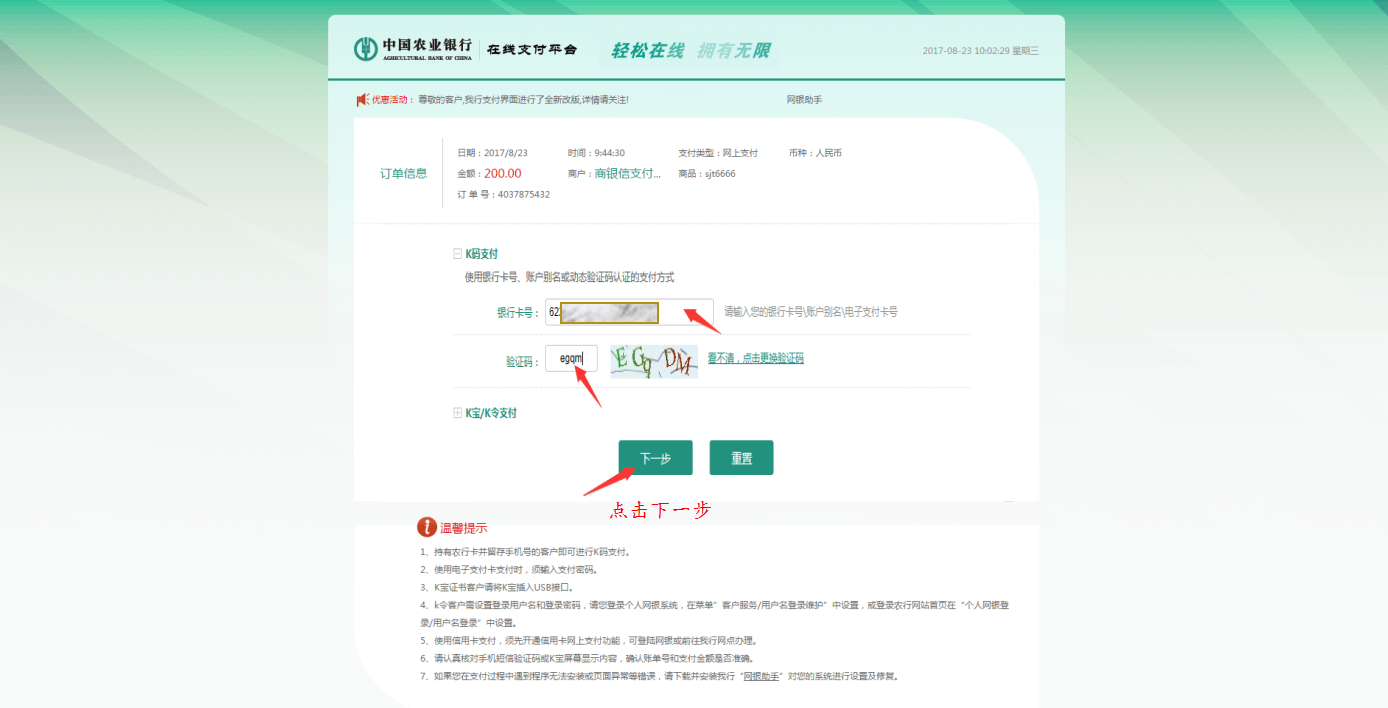 中国农业银行 在线支付平台 轻松在线 拥有无限 2017-08-23 10:02:29 星期三
AGRICULTURAL BANK OF CHINA
优惠活动： 尊敬的客户,我行支付界面进行了全新改版,详情请关注! 网银助手
日期：2017/8/23 时间：9:44:30 支付类型：网上支付 币种：人民币
订单信息 金额：200.00 商户：商银信支付... 商品：sjt6666
订 单 号：4037875432
K码支付
使用银行卡号、账户别名或动态验证码认证的支付方式
银行卡号： 62 请输入您的银行卡号\账户别名\电子支付卡号
验证码： egqm EGqDM 看不清，点击更换验证码
K宝/K令支付
下一步 重置
点击下一步
温馨提示
1、持有农行卡并留存手机号的客户即可进行K码支付。
2、使用电子支付卡支付时，须输入支付密码。
3、K宝证书客户请将K宝插入USB接口。
4、k令客户需设置登录用户名和登录密码，请您登录个人网银系统，在菜单"客户服务/用户名登录维护"中设置，或登录农行网站首页在"个人网银登
录/用户名登录"中设置。
5、使用信用卡支付，须先开通信用卡网上支付功能，可登陆网银或前往我行网点办理。
6、请认真核对手机短信验证码或K宝屏幕显示内容，确认账单号和支付金额是否准确。
7、如果您在支付过程中遇到程序无法安装或页面异常等错误，请下载并安装我行"网银助手"对您的系统进行设置及修复。